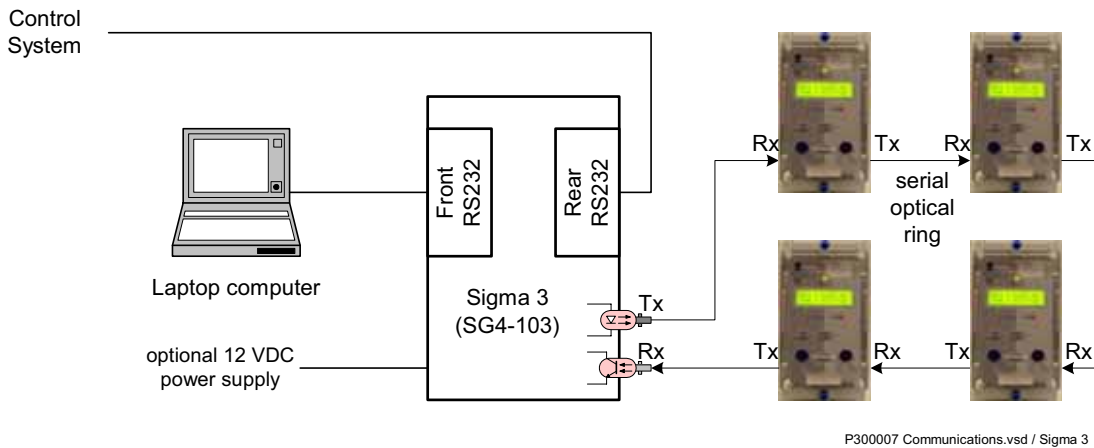 Control
System
Front
RS232
Rear
RS232
Laptop computer
Sigma 3
(SG4-103)
optional 12 VDC
power supply
Tx
Rx
Rx
Tx
Rx
Tx
serial
optical
ring
Tx
Rx
Tx
Rx
P300007 Communications.vsd / Sigma 3